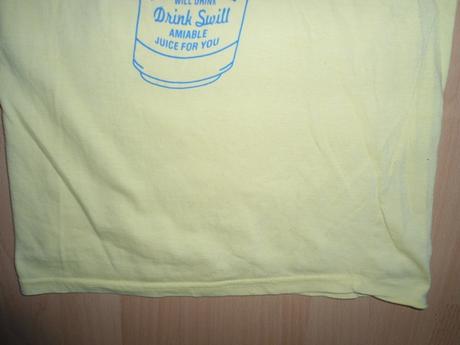 WILL DRINK
Drink Swill
AMIABLE
JUICE FOR YOU